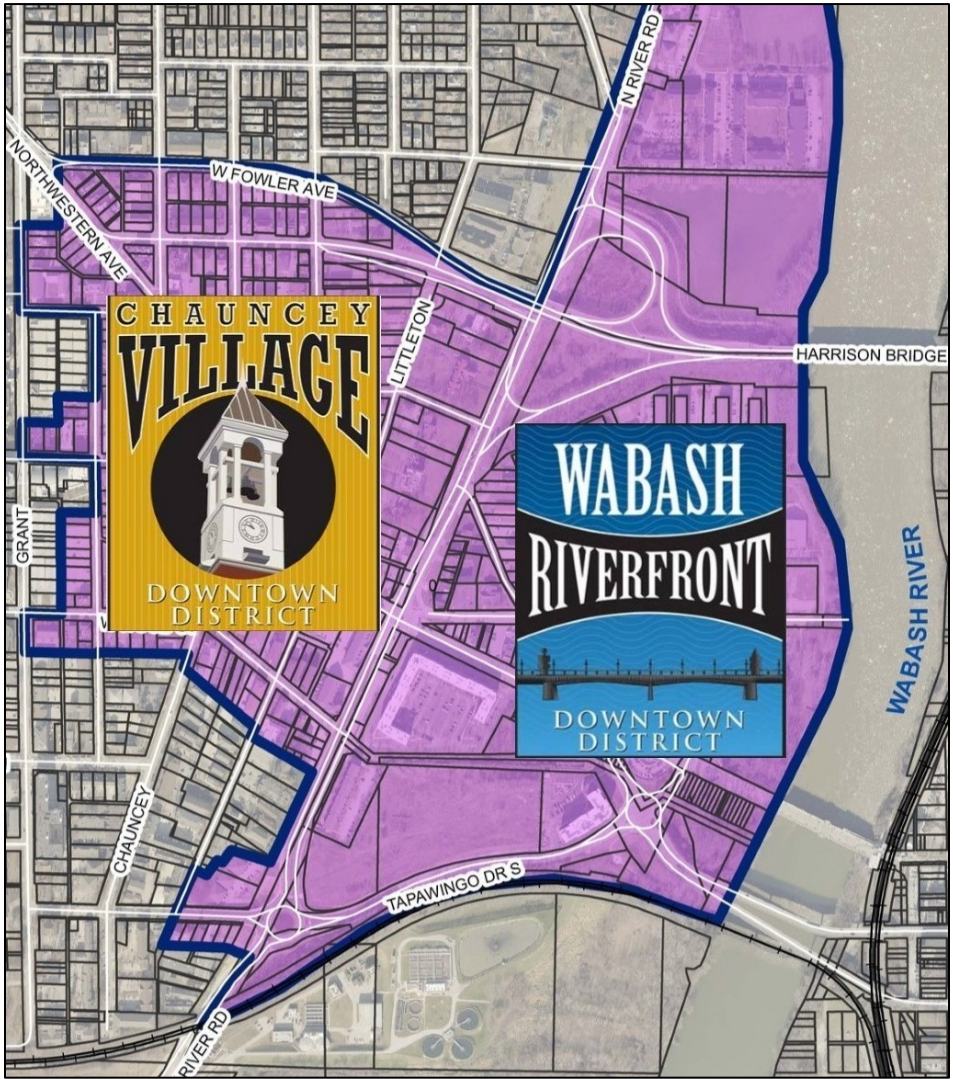 N RIVER RD
NORTHWESTERN AVE
W FOWLER AVE
CHAUNCEY
VILLAGE
DOWNTOWN
DISTRICT
LITTLETON
HARRISON BRIDGE
WABASH
RIVERFRONT
DOWNTOWN
DISTRICT
GRANT
WABASH RIVER
CHAUNCEY
TAPAWINGO DR S
RIVER RD